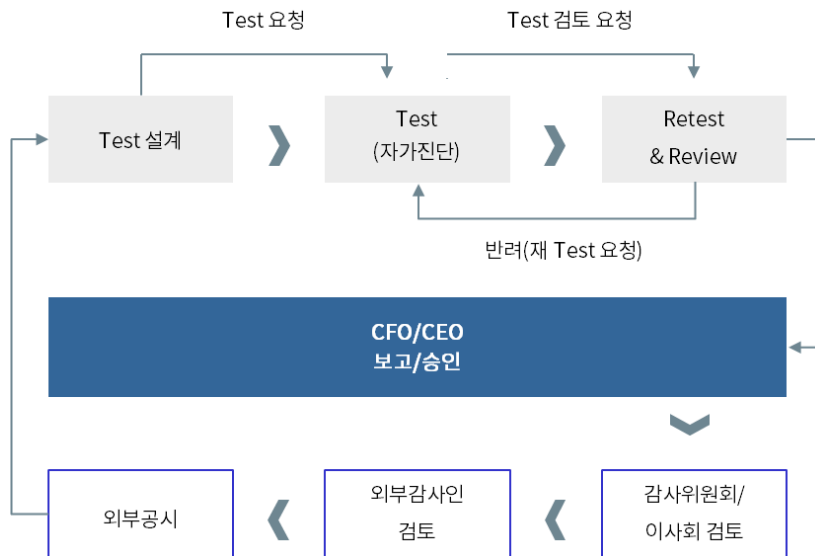 Test 요청
Test 검토 요청
Test 설계
Test
(자가진단)
Retest
& Review
반려(재 Test 요청)
CFO/CEO
보고/승인
외부공시
외부감사인
검토
감사위원회/
이사회 검토